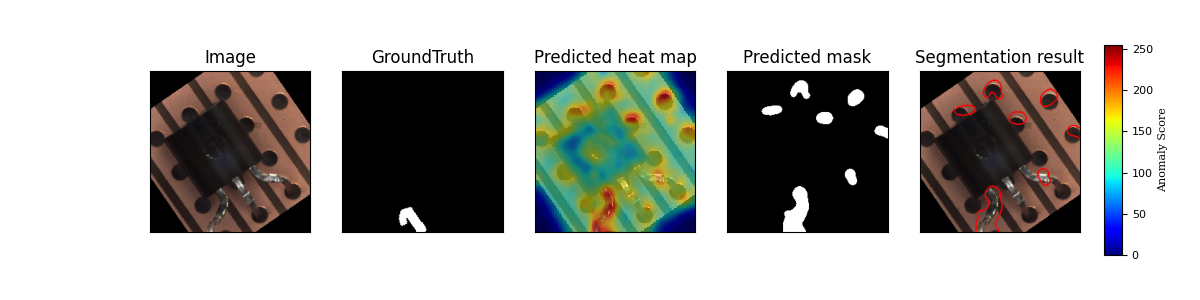 Image
GroundTruth
Predicted heat map
Predicted mask
Segmentation result
250
200
150
100
50
0
Anomaly Score